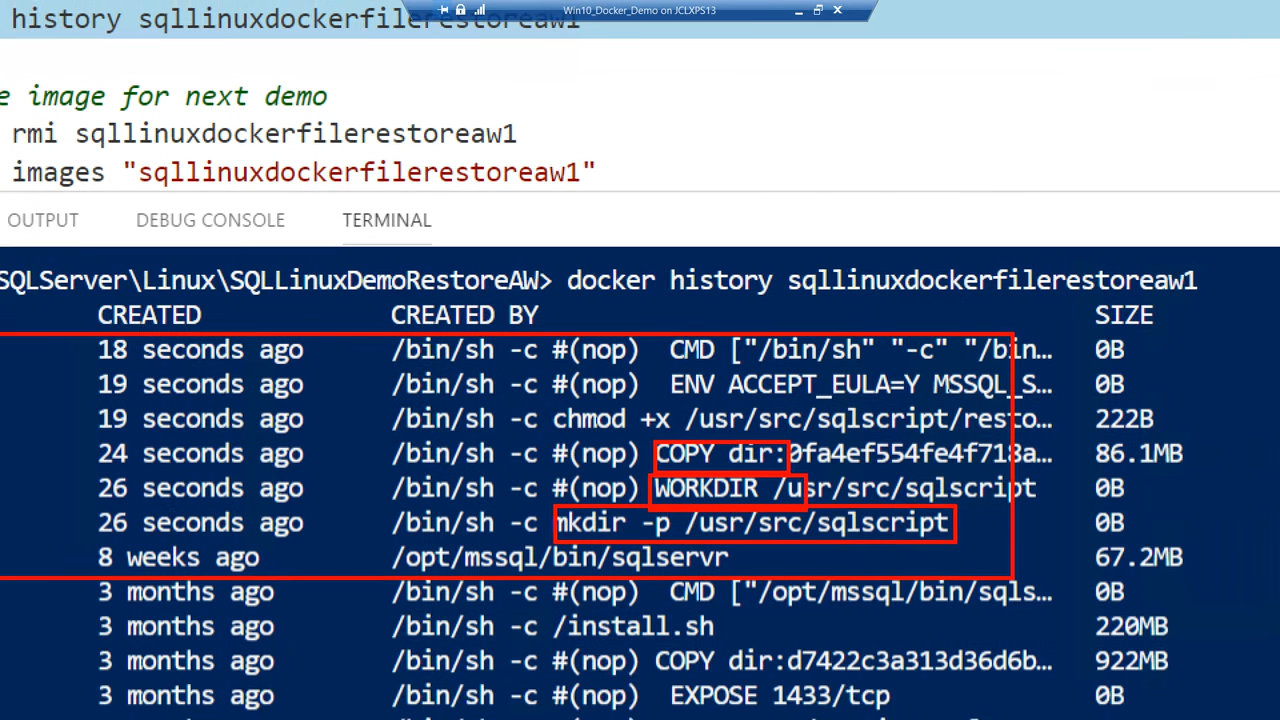 history sqllinuxdockerfilerestoreaw1
Win10_Docker_Demo on JCLXPS13
e image for next demo
rmi sqllinuxdockerfilerestoreaw1
images "sqllinuxdockerfilerestoreaw1"
OUTPUT DEBUG CONSOLE TERMINAL
SQLServer\Linux\SQLLinuxDemoRestoreAW> docker history sqllinuxdockerfilerestoreaw1
CREATED CREATED BY SIZE
18 seconds ago /bin/sh -c #(nop) CMD ["/bin/sh" "-c" "/bin… 0B
19 seconds ago /bin/sh -c #(nop) ENV ACCEPT_EULA=Y MSSQL_S… 0B
19 seconds ago /bin/sh -c chmod +x /usr/src/sqlscript/resto… 222B
24 seconds ago /bin/sh -c #(nop) COPY dir:0fa4ef554fe4f718a… 86.1MB
26 seconds ago /bin/sh -c #(nop) WORKDIR /usr/src/sqlscript 0B
26 seconds ago /bin/sh -c mkdir -p /usr/src/sqlscript 0B
8 weeks ago /opt/mssql/bin/sqlservr 67.2MB
3 months ago /bin/sh -c #(nop) CMD ["/opt/mssql/bin/sqls… 0B
3 months ago /bin/sh -c /install.sh 220MB
3 months ago /bin/sh -c #(nop) COPY dir:d7422c3a313d36d6b… 922MB
3 months ago /bin/sh -c #(nop) EXPOSE 1433/tcp 0B